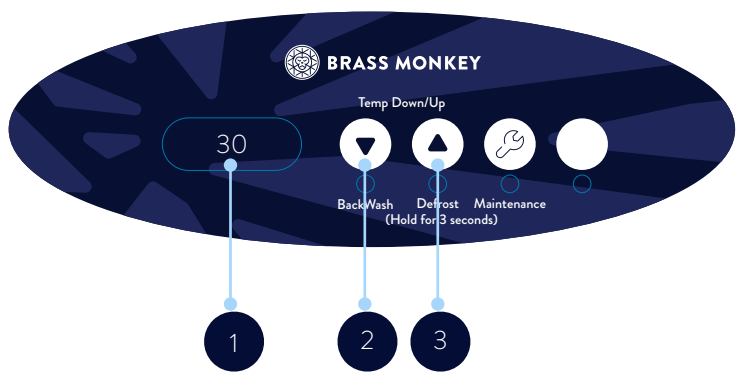 BRASS MONKEY
Temp Down/Up
30
BackWash
Defrost
Maintenance
(Hold for 3 seconds)
1
2
3